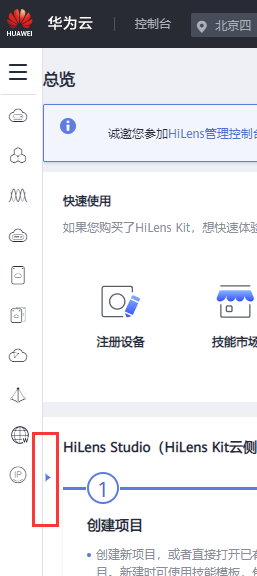 HUAWEI
华为云
控制台
北京四
总览
诚邀您参加HiLens管理控制台
快速使用
如果您购买了HiLens Kit，想快速体验
注册设备
技能市场
HiLens Studio（HiLens Kit云侧
1
创建项目
创建新项目，或者直接打开已有
目。新建时可使用技能模板，
W
IP